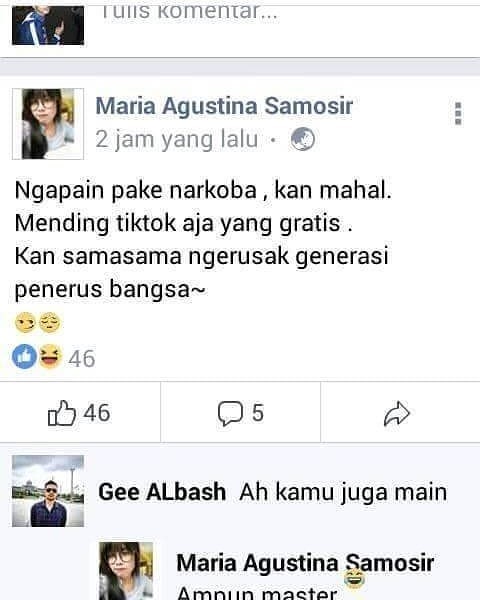 Tulis komentar...
Maria Agustina Samosir
2 jam yang lalu ·
Ngapain pake narkoba , kan mahal.
Mending tiktok aja yang gratis .
Kan samasama ngerusak generasi
penerus bangsa~
😏😔
46
46 5
Gee ALbash Ah kamu juga main
Maria Agustina Samosir
Ampun master 😂